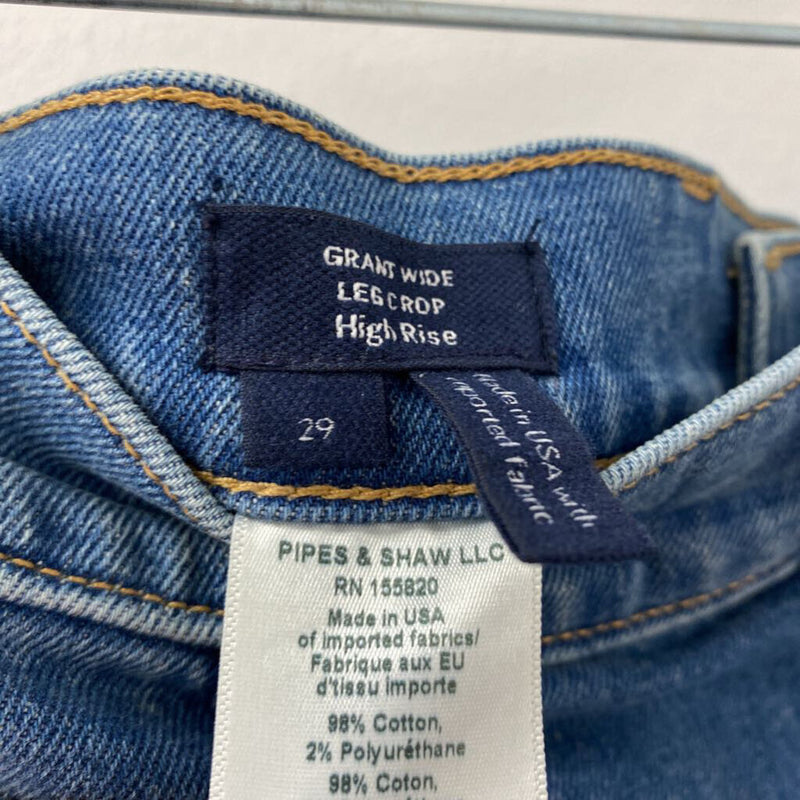 GRANT WIDE
LEG CROP
High Rise
29
Made in USA with
imported fabric
PIPES & SHAW LLC
RN 155820
Made in USA
of imported fabrics/
Fabrique aux EU
d'tissu importe
98% Cotton,
2% Polyuréthane
98% Coton,